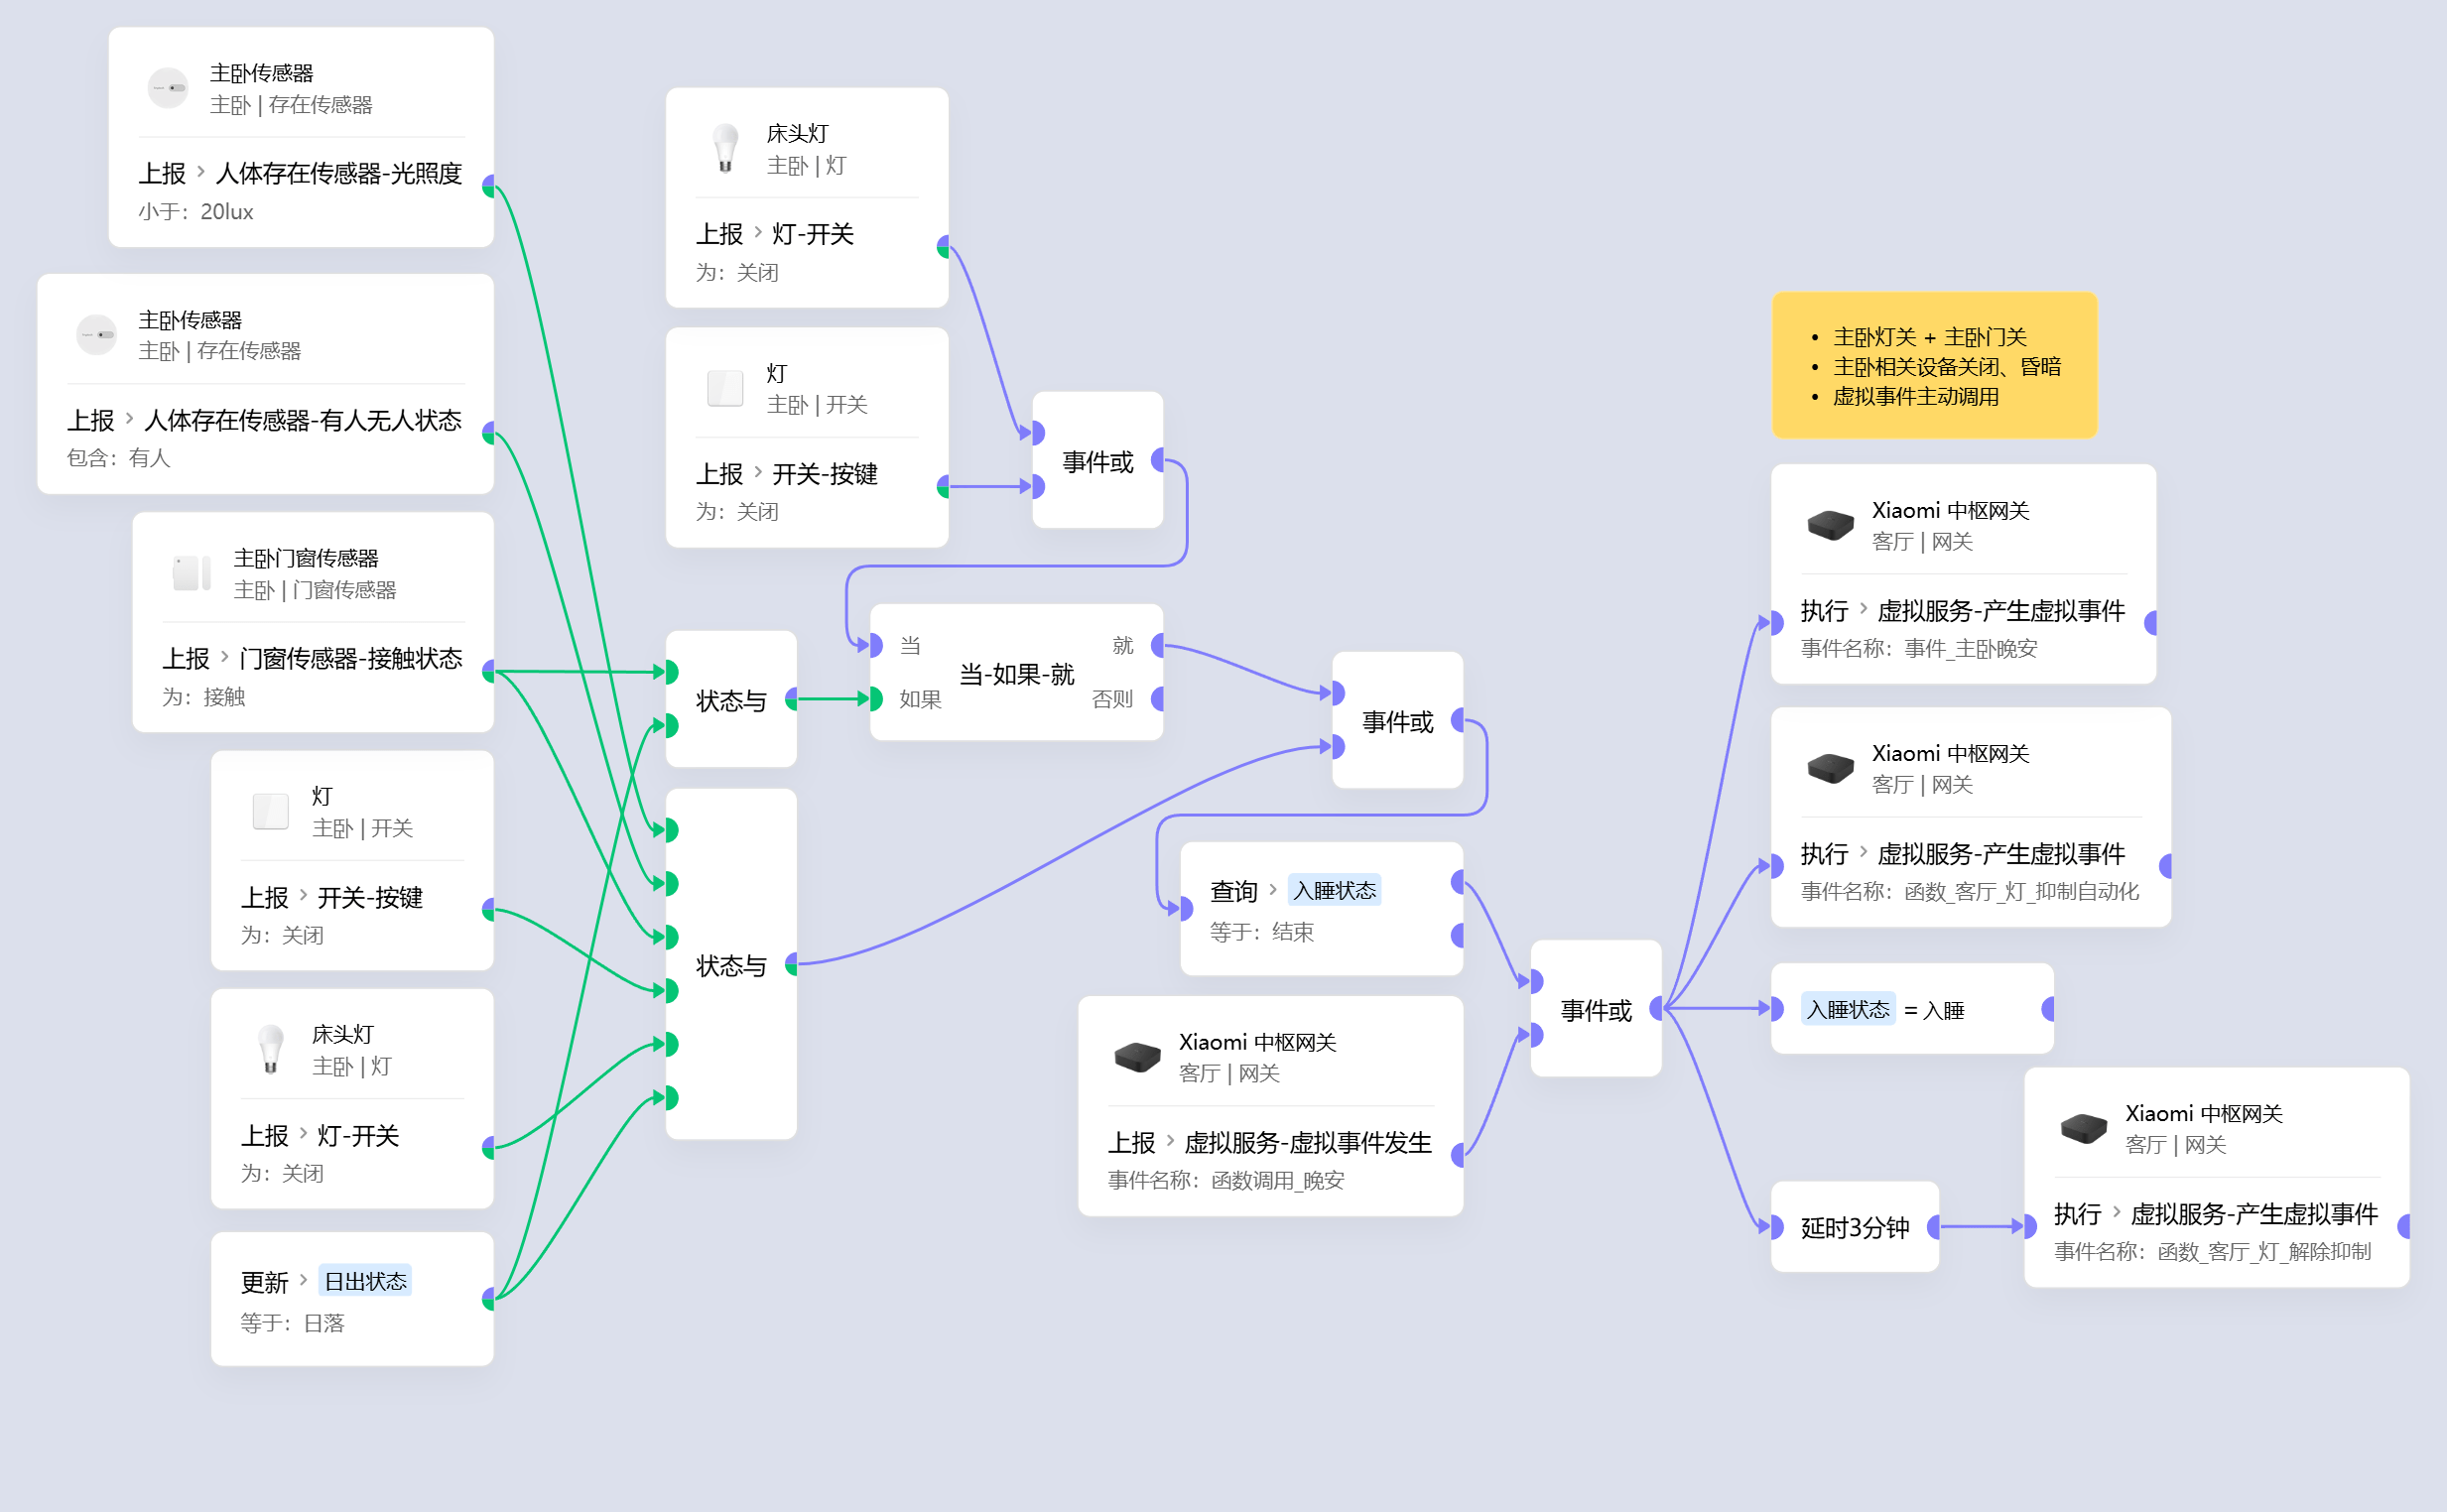 主卧传感器
主卧 | 存在传感器
上报 › 人体存在传感器-光照度
小于：20lux
主卧传感器
主卧 | 存在传感器
上报 › 人体存在传感器-有人无人状态
包含：有人
主卧门窗传感器
主卧 | 门窗传感器
上报 › 门窗传感器-接触状态
为：接触
灯
主卧 | 开关
上报 › 开关-按键
为：关闭
床头灯
主卧 | 灯
上报 › 灯-开关
为：关闭
更新 › 日出状态
等于：日落
床头灯
主卧 | 灯
上报 › 灯-开关
为：关闭
灯
主卧 | 开关
上报 › 开关-按键
为：关闭
事件或
状态与
当
就
当-如果-就
如果
否则
状态与
事件或
查询 › 入睡状态
等于：结束
Xiaomi 中枢网关
客厅 | 网关
上报 › 虚拟服务-虚拟事件发生
事件名称：函数调用_晚安
事件或
• 主卧灯关 + 主卧门关
• 主卧相关设备关闭、昏暗
• 虚拟事件主动调用
Xiaomi 中枢网关
客厅 | 网关
执行 › 虚拟服务-产生虚拟事件
事件名称：事件_主卧晚安
Xiaomi 中枢网关
客厅 | 网关
执行 › 虚拟服务-产生虚拟事件
事件名称：函数_客厅_灯_抑制自动化
入睡状态 = 入睡
延时3分钟
Xiaomi 中枢网关
客厅 | 网关
执行 › 虚拟服务-产生虚拟事件
事件名称：函数_客厅_灯_解除抑制